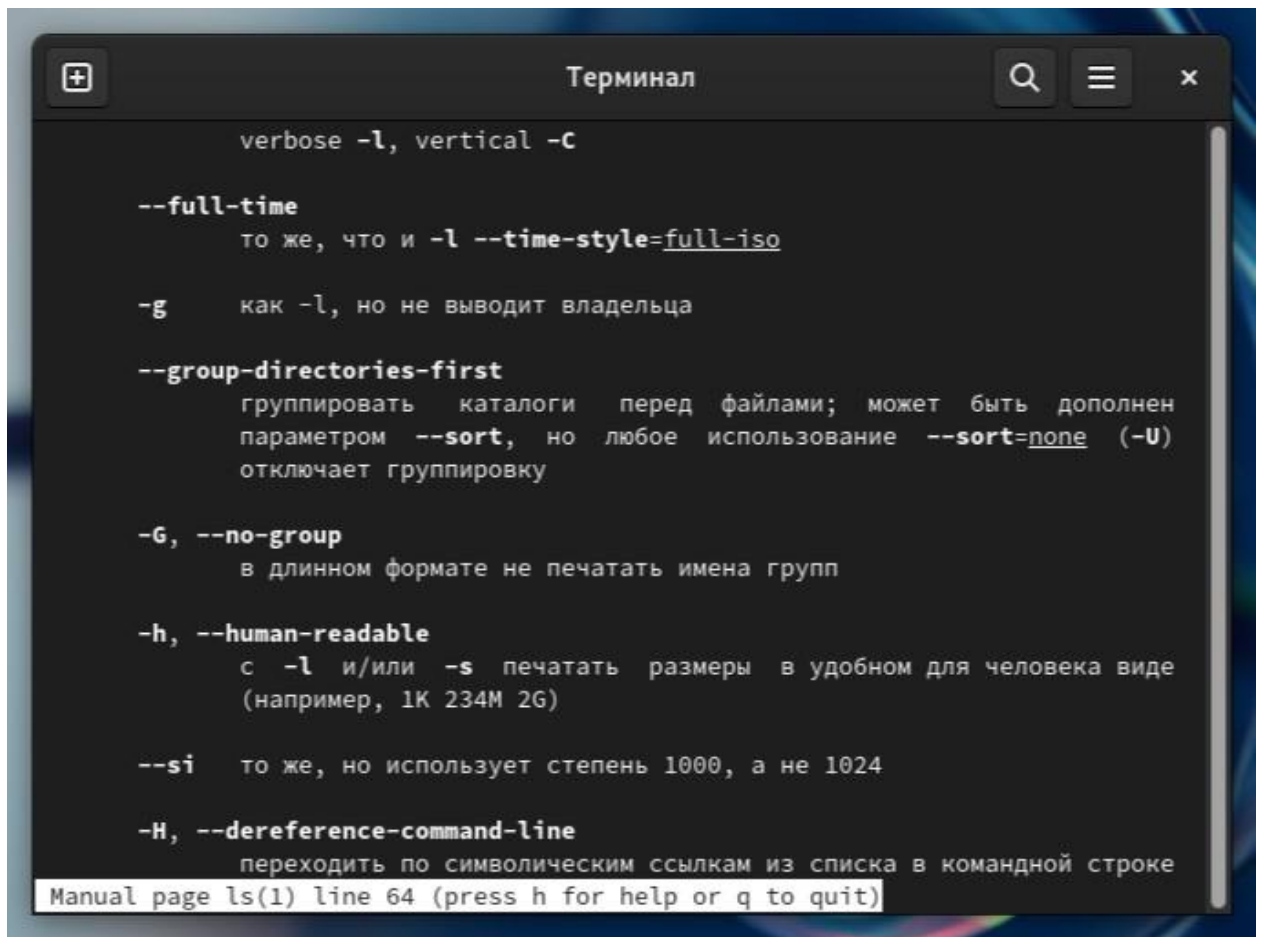 Терминал
verbose -l, vertical -C
--full-time
то же, что и -l --time-style=full-iso
-g как -l, но не выводит владельца
--group-directories-first
группировать каталоги перед файлами; может быть дополнен
параметром --sort, но любое использование --sort=none (-U)
отключает группировку
-G, --no-group
в длинном формате не печатать имена групп
-h, --human-readable
с -l и/или -s печатать размеры в удобном для человека виде
(например, 1K 234M 2G)
--si то же, но использует степень 1000, а не 1024
-H, --dereference-command-line
переходить по символическим ссылкам из списка в командной строке
Manual page ls(1) line 64 (press h for help or q to quit)